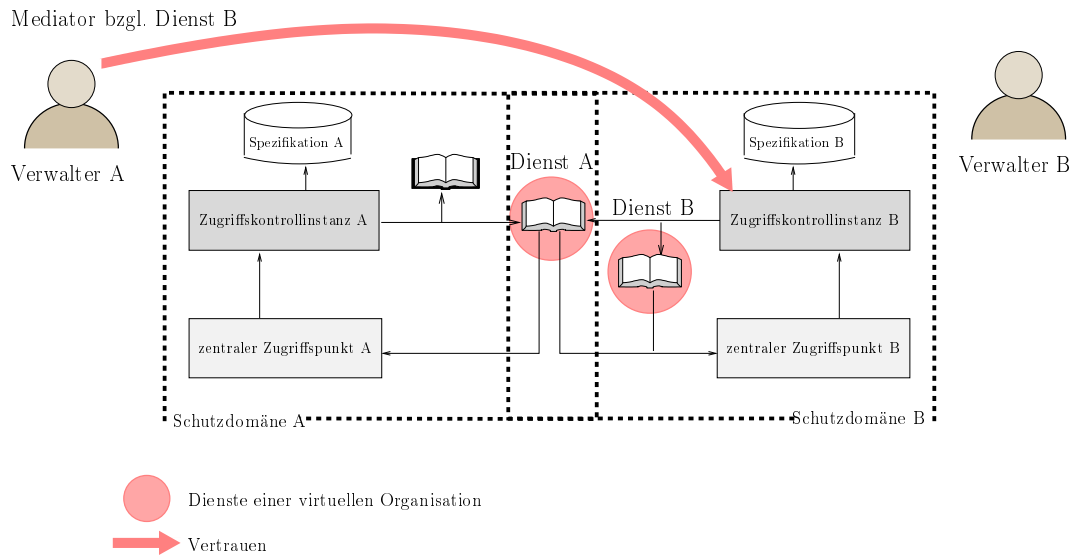 Mediator bzgl. Dienst B
Verwalter A
Verwalter B
Spezifikation A
Spezifikation B
Dienst A
Dienst B
Zugriffskontrollinstanz A
Zugriffskontrollinstanz B
zentraler Zugriffspunkt A
zentraler Zugriffspunkt B
Schutzdomäne A
Schutzdomäne B
Dienste einer virtuellen Organisation
Vertrauen